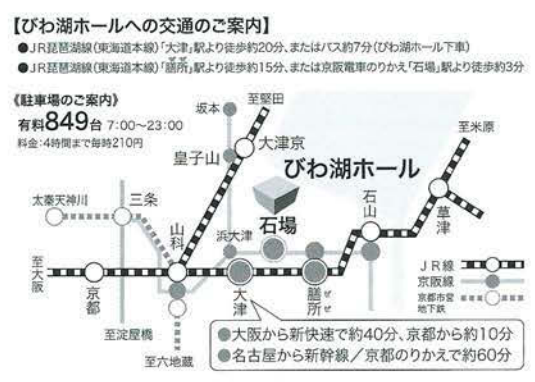 【びわ湖ホールへの交通のご案内】
●JR琵琶湖線(東海道本線)「大津」駅より徒歩約20分、またはバス約7分(びわ湖ホール下車)
●JR琵琶湖線(東海道本線)「膳所」駅より徒歩約15分、または京阪電車のりかえ「石場」駅より徒歩約3分
ぜぜ
《駐車場のご案内》
有料849台 7:00〜23:00
料金:4時間まで毎時210円
至堅田
坂本
大津京
皇子山
至米原
びわ湖ホール
太秦天神川
三条
山科
浜大津
石場
石山
草津
至大阪
京都
大津
膳所
ぜぜ
至淀屋橋
至六地蔵
JR線
京阪線
京都市営
地下鉄
●大阪から新快速で約40分、京都から約10分
●名古屋から新幹線/京都のりかえで約60分